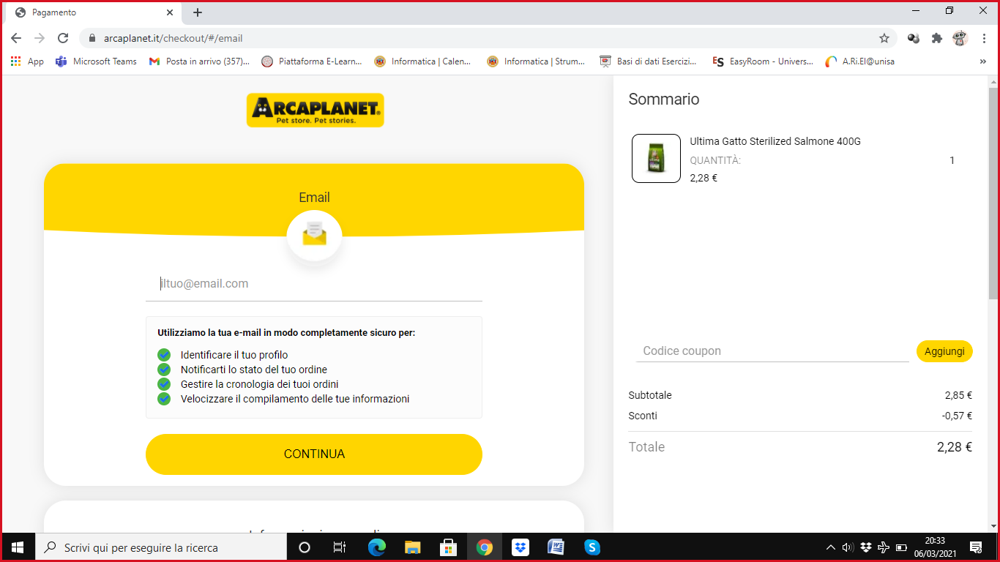 Pagamento
arcaplanet.it/checkout/#/email
App
Microsoft Teams
Posta in arrivo (357)...
Piattaforma E-Learn...
Informatica | Calen...
Informatica | Strum...
Basi di dati Esercizi...
ES EasyRoom - Univers...
A.Ri.El@unisa
»
ARCAPLANET®
Pet store. Pet stories.
Email
iltuo@email.com
Utilizziamo la tua e-mail in modo completamente sicuro per:
Identificare il tuo profilo
Notificarti lo stato del tuo ordine
Gestire la cronologia dei tuoi ordini
Velocizzare il compilamento delle tue informazioni
CONTINUA
Sommario
Ultima Gatto Sterilized Salmone 400G
QUANTITÀ: 1
2,28 €
Codice coupon
Aggiungi
Subtotale 2,85 €
Sconti -0,57 €
Totale 2,28 €
Scrivi qui per eseguire la ricerca
20:33
06/03/2021